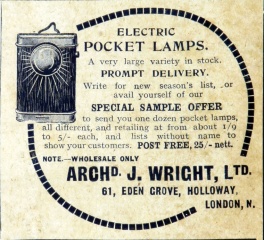 ELECTRIC
POCKET LAMPS.
A very large variety in stock.
PROMPT DELIVERY.
Write for new season's list, or
avail yourself of our
SPECIAL SAMPLE OFFER
to send you one dozen pocket lamps,
all different, and retailing at from about 1/9
to 5/- each, and lists without name to
show your customers. POST FREE, 25/- nett.
NOTE.—WHOLESALE ONLY
ARCHD. J. WRIGHT, LTD.
61, EDEN GROVE, HOLLOWAY,
LONDON, N.